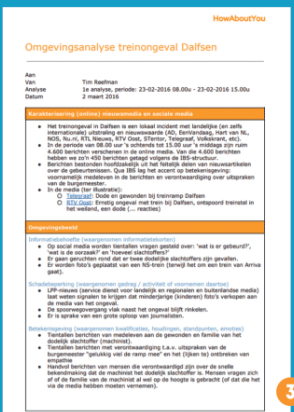 HowAboutYou
Omgevingsanalyse treinongeval Dalfsen
Aan
Van Tim Raefman
Analyse 1e analyse, periode: 23-02-2016 08.00u - 23-02-2016 15.00u
Datum 2 maart 2016
Karakterisering (online) nieuwsmedia en sociale media
• Het treinongeval in Dalfsen is een lokaal incident met landelijke (en zelfs
internationale) uitstraling en nieuwswaarde (AD, EenVandaag, Hart van NL,
NOS, Nu.nl, RTL Nieuws, RTV Oost, STentor, Telegraaf, Volkskrant, etc).
• In de periode van 08.00 uur 's ochtends tot 15.00 uur 's middags zijn ruim
4.600 berichten verschenen in de online media. Van die 4.600 berichten
hebben we zo'n 450 berichten getagd volgens de IBS-structuur.
• Berichten bestonden hoofdzakelijk uit het feitelijk delen van nieuwsartikelen
over de gebeurtenissen. Qua IBS lag het accent op betekenisgeving:
voornamelijk medeleven in de berichten en verontwaardiging over uitspraken
van de burgemeester.
• In de media (ter illustratie):
○ Telegraaf: Dode en gewonden bij treinramp Dalfsen
○ RTV Oost: Ernstig ongeval met trein bij Dalfsen, ontspoord treinstel in
het weiland, een dode (... reacties)
Omgevingsbeeld
Informatiebehoefte (waargenomen informatietekorten)
• Op social media worden tientallen vragen gesteld over: 'wat is er gebeurd?',
'wat is de oorzaak?' en 'hoeveel slachtoffers?'
• Er gaan geruchten rond dat er twee dodelijke slachtoffers zijn gevallen.
• Er worden foto's geplaatst van een NS-trein (terwijl het om een trein van Arriva
gaat).
Schadebeperking (waargenomen gedrag / activiteit of voornemen daartoe)
• LPP-nieuws (service dienst voor landelijk en regionalen en buitenlandse media)
laat weten signalen te krijgen dat minderjarige (kinderen) foto's verkopen aan
de media van het ongeval.
• De spoorwegovergang vlak naast het ongeval blijft rinkelen.
• Er is sprake van een grote oploop van journalisten.
Betekenisgeving (waargenomen kwalificaties, houdingen, standpunten, emoties)
• Tientallen berichten van medeleven aan de gewonden en familie van het
dodelijk slachtoffer (machinist).
• Tientallen berichten met verontwaardiging t.a.v. uitspraken van de
burgemeester "gelukkig viel de ramp mee" en het (lijken te) ontbreken van
empathie
• Handvol berichten van mensen die verontwaardigd zijn over de snelle
bekendmaking dat de machinist het dodelijk slachtoffer is. Mensen vragen zich
af of de familie van de machinist al wel op de hoogte is gebracht (of dat die het
via de media hebben moeten vernemen).
3